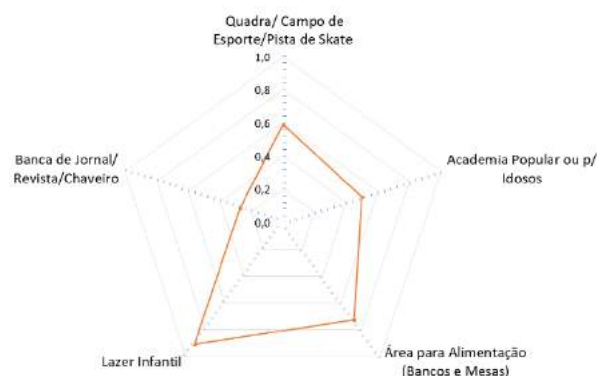 Quadra/ Campo de
Esporte/Pista de Skate
1,0
0,8
0,6
0,4
0,2
0,0
Banca de Jornal/
Revista/Chaveiro
Academia Popular ou p/
Idosos
Lazer Infantil
Área para Alimentação
(Bancos e Mesas)